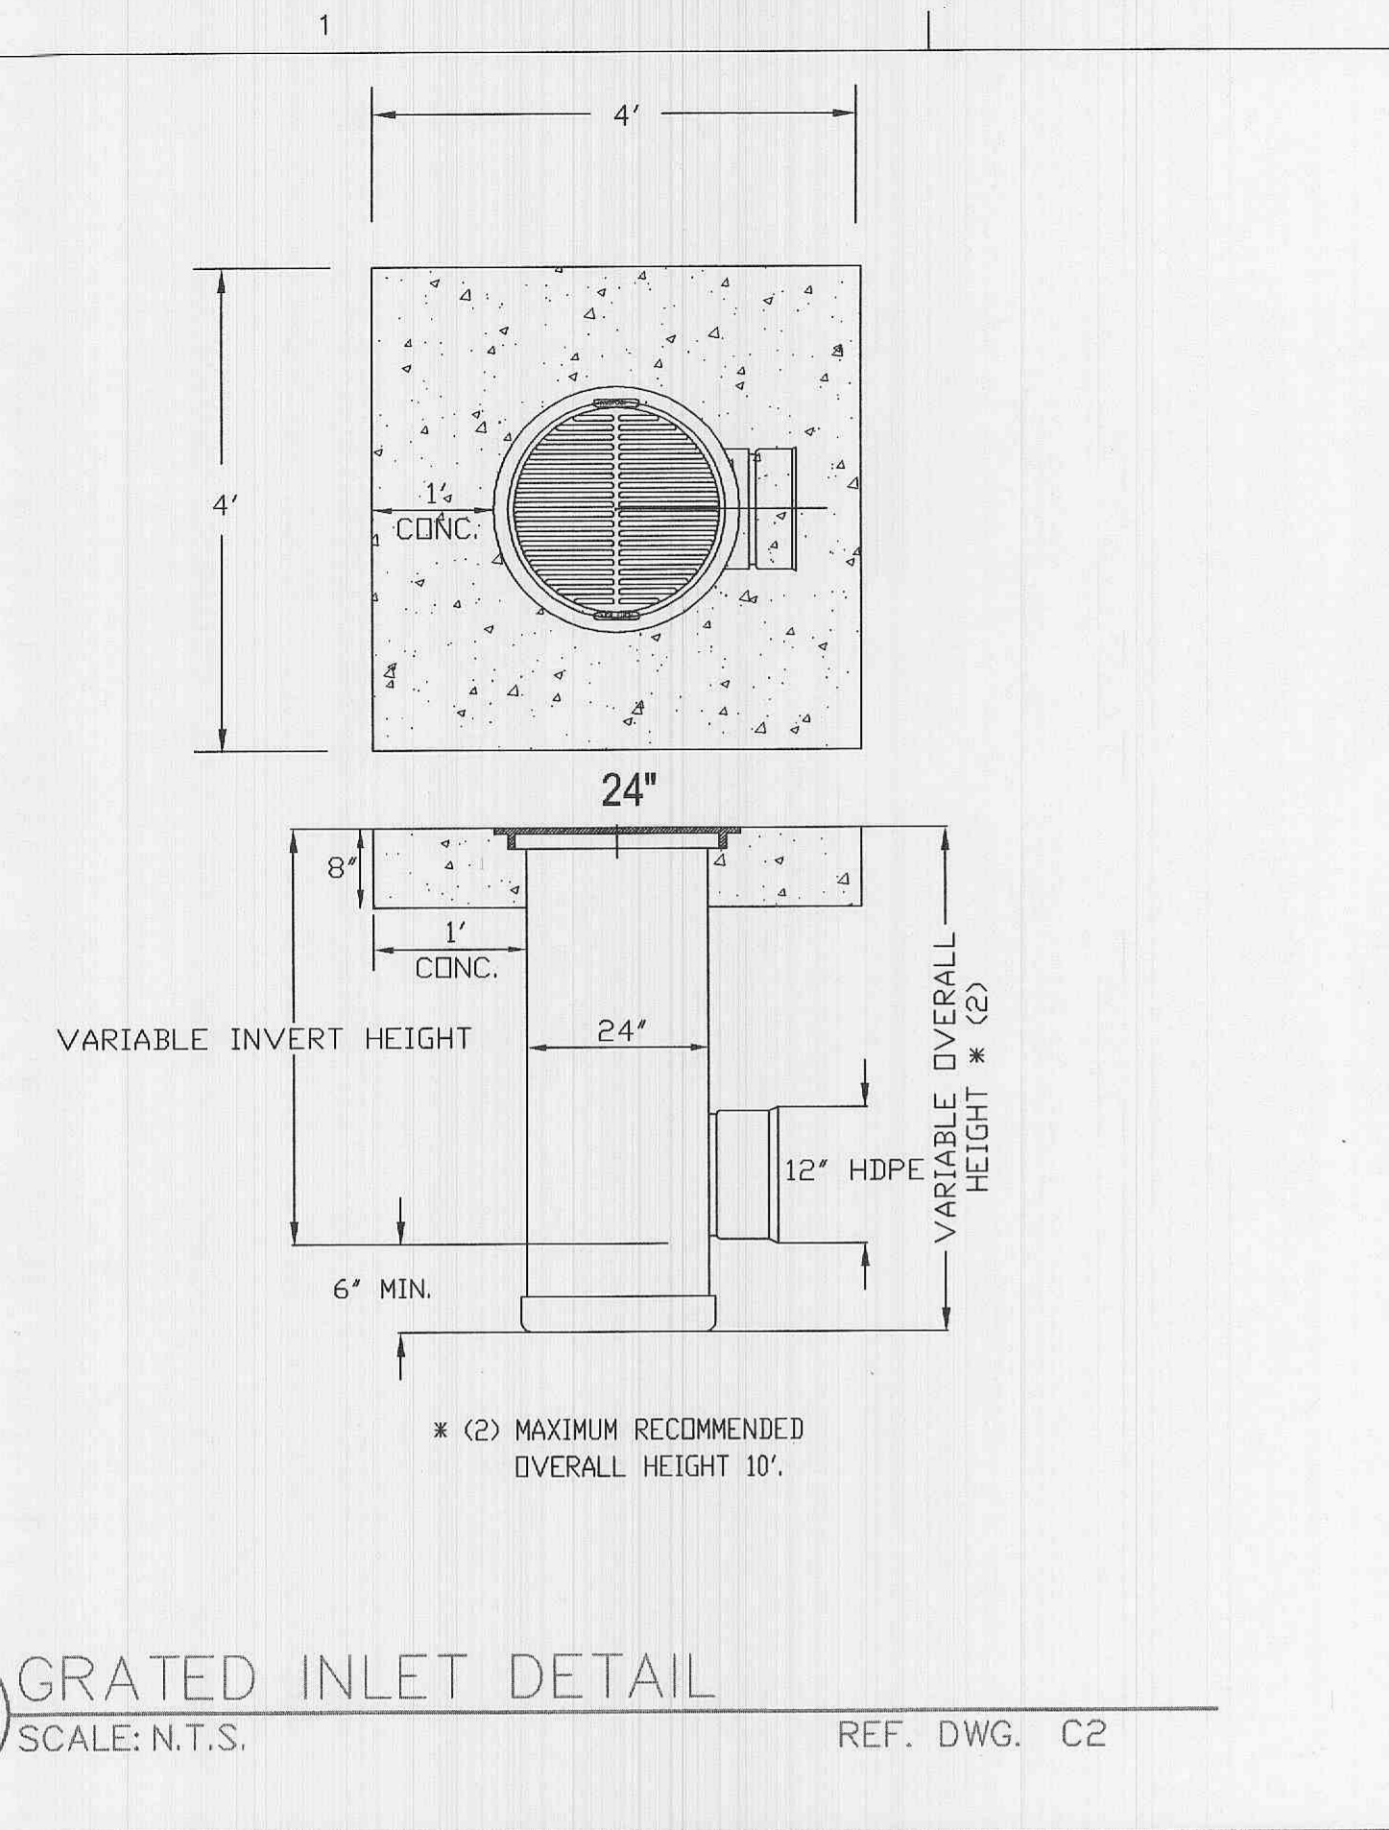 1
4'
4'
1'
CONC.
24"
8"
1'
CONC.
VARIABLE INVERT HEIGHT
24"
VARIABLE OVERALL
HEIGHT * (2)
12" HDPE
6" MIN.
* (2) MAXIMUM RECOMMENDED
OVERALL HEIGHT 10'.
GRATED INLET DETAIL
SCALE: N.T.S.
REF. DWG. C2